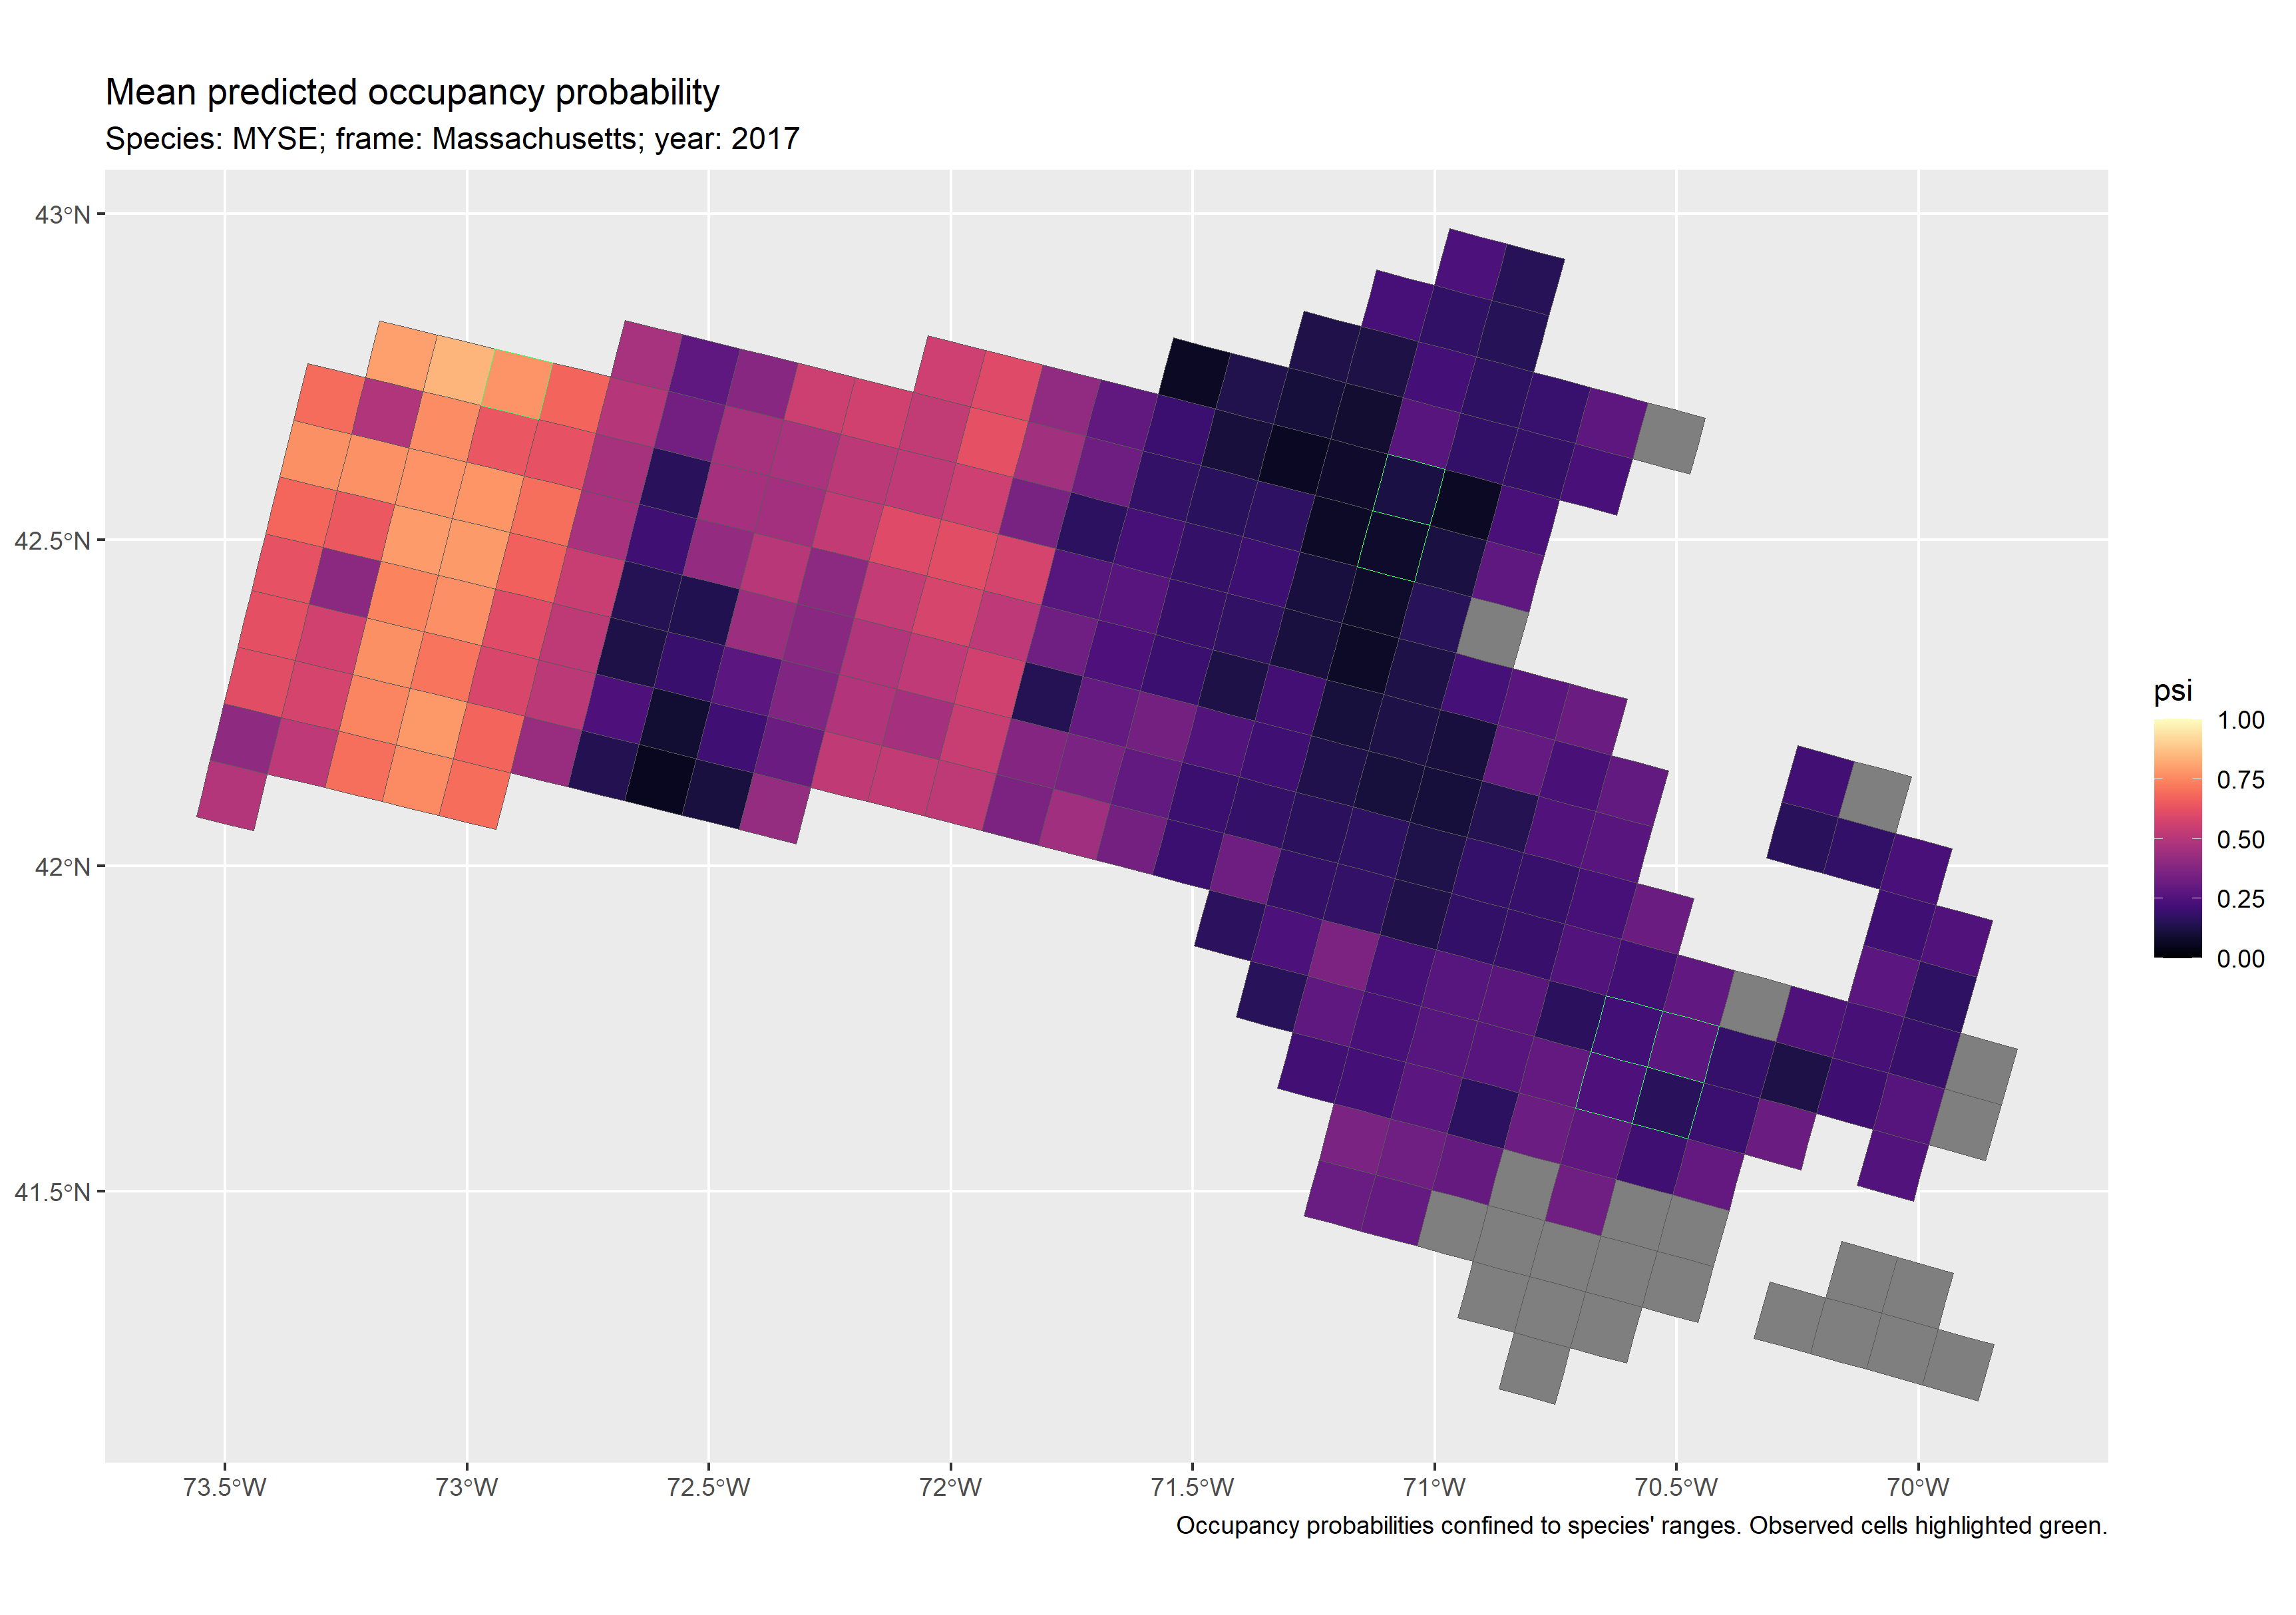 Mean predicted occupancy probability
Species: MYSE; frame: Massachusetts; year: 2017
43°N
42.5°N
42°N
41.5°N
73.5°W
73°W
72.5°W
72°W
71.5°W
71°W
70.5°W
70°W
psi
1.00
0.75
0.50
0.25
0.00
Occupancy probabilities confined to species' ranges. Observed cells highlighted green.